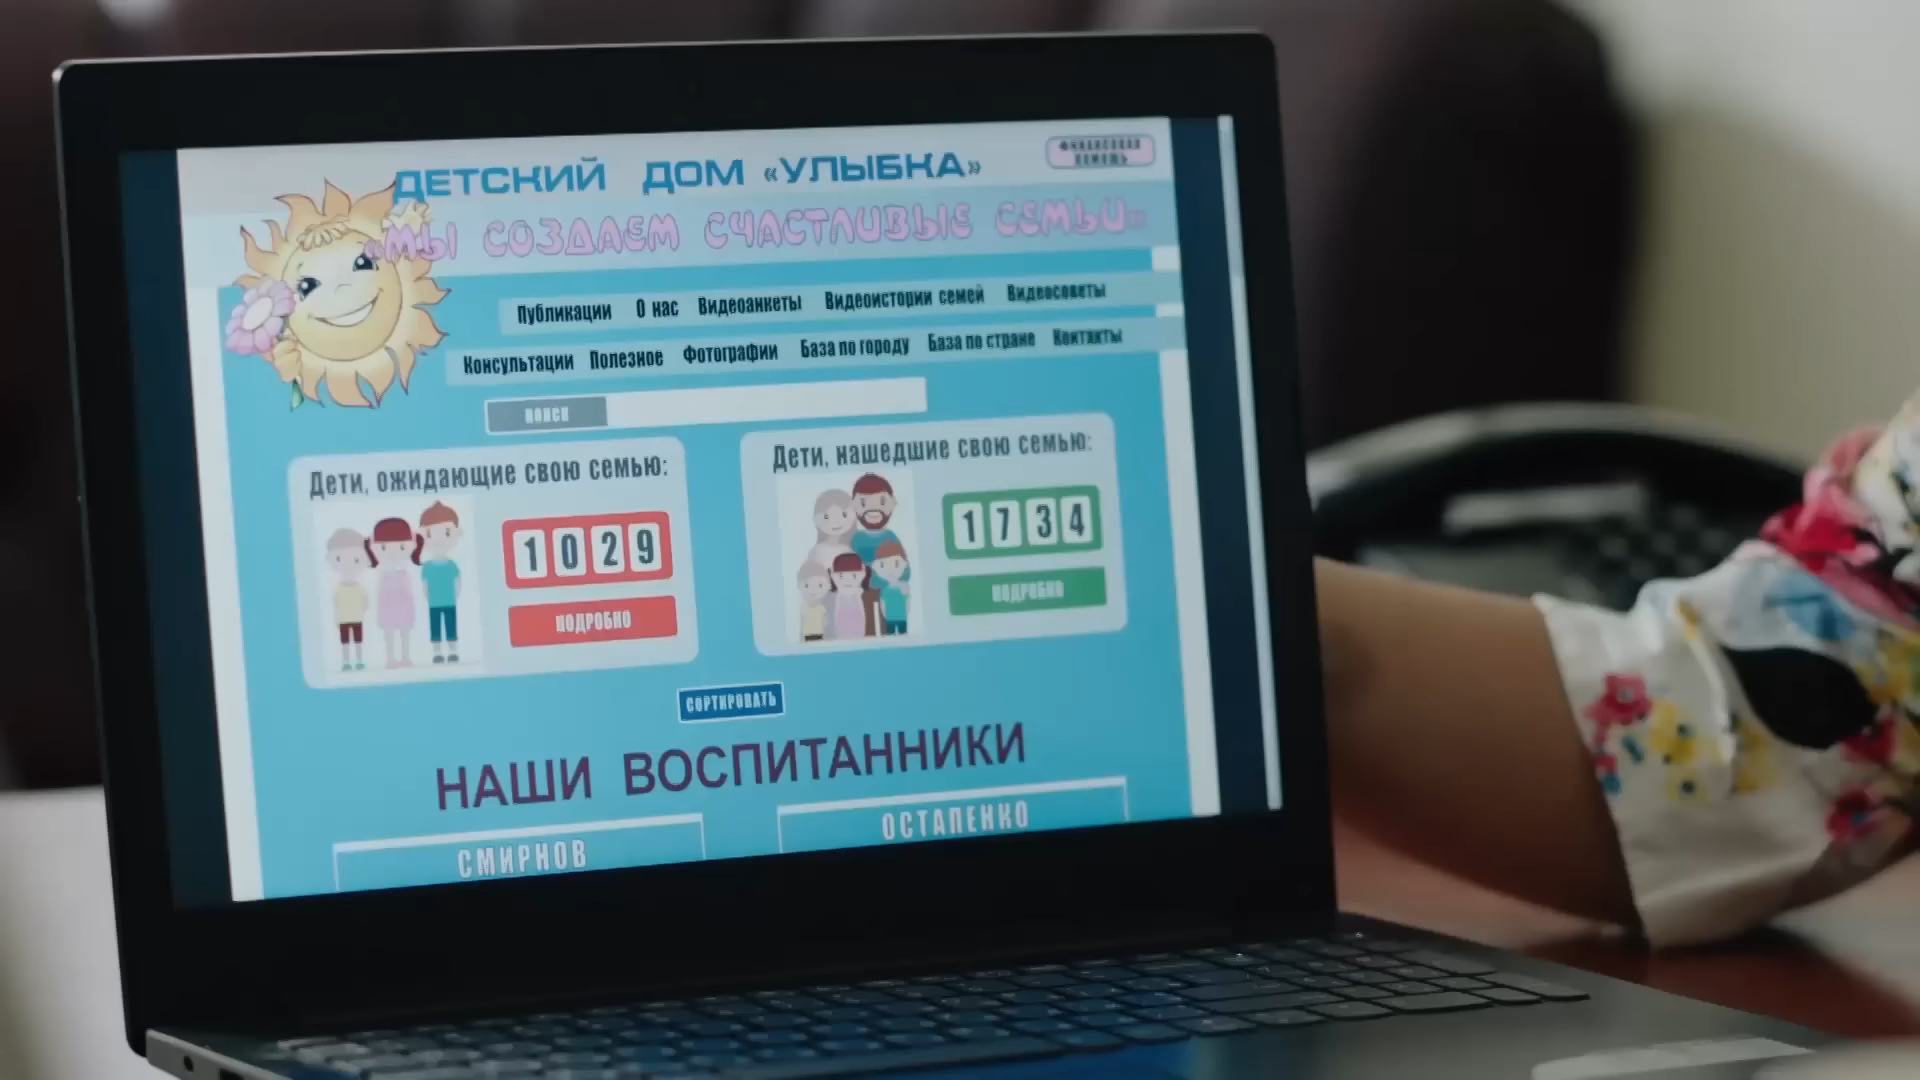 ДЕТСКИЙ ДОМ «УЛЫБКА»
ФИНАНСОВАЯ
ПОМОЩЬ
«МЫ СОЗДАЕМ СЧАСТЛИВЫЕ СЕМЬИ»
Публикации О нас Видеоанкеты Видеоистории семей Видеосоветы
Консультации Полезное Фотографии База по городу База по стране Контакты
ПОИСК
Дети, ожидающие свою семью:
1029
ПОДРОБНО
Дети, нашедшие свою семью:
1734
ПОДРОБНО
СОРТИРОВАТЬ
НАШИ ВОСПИТАННИКИ
СМИРНОВ
ОСТАПЕНКО